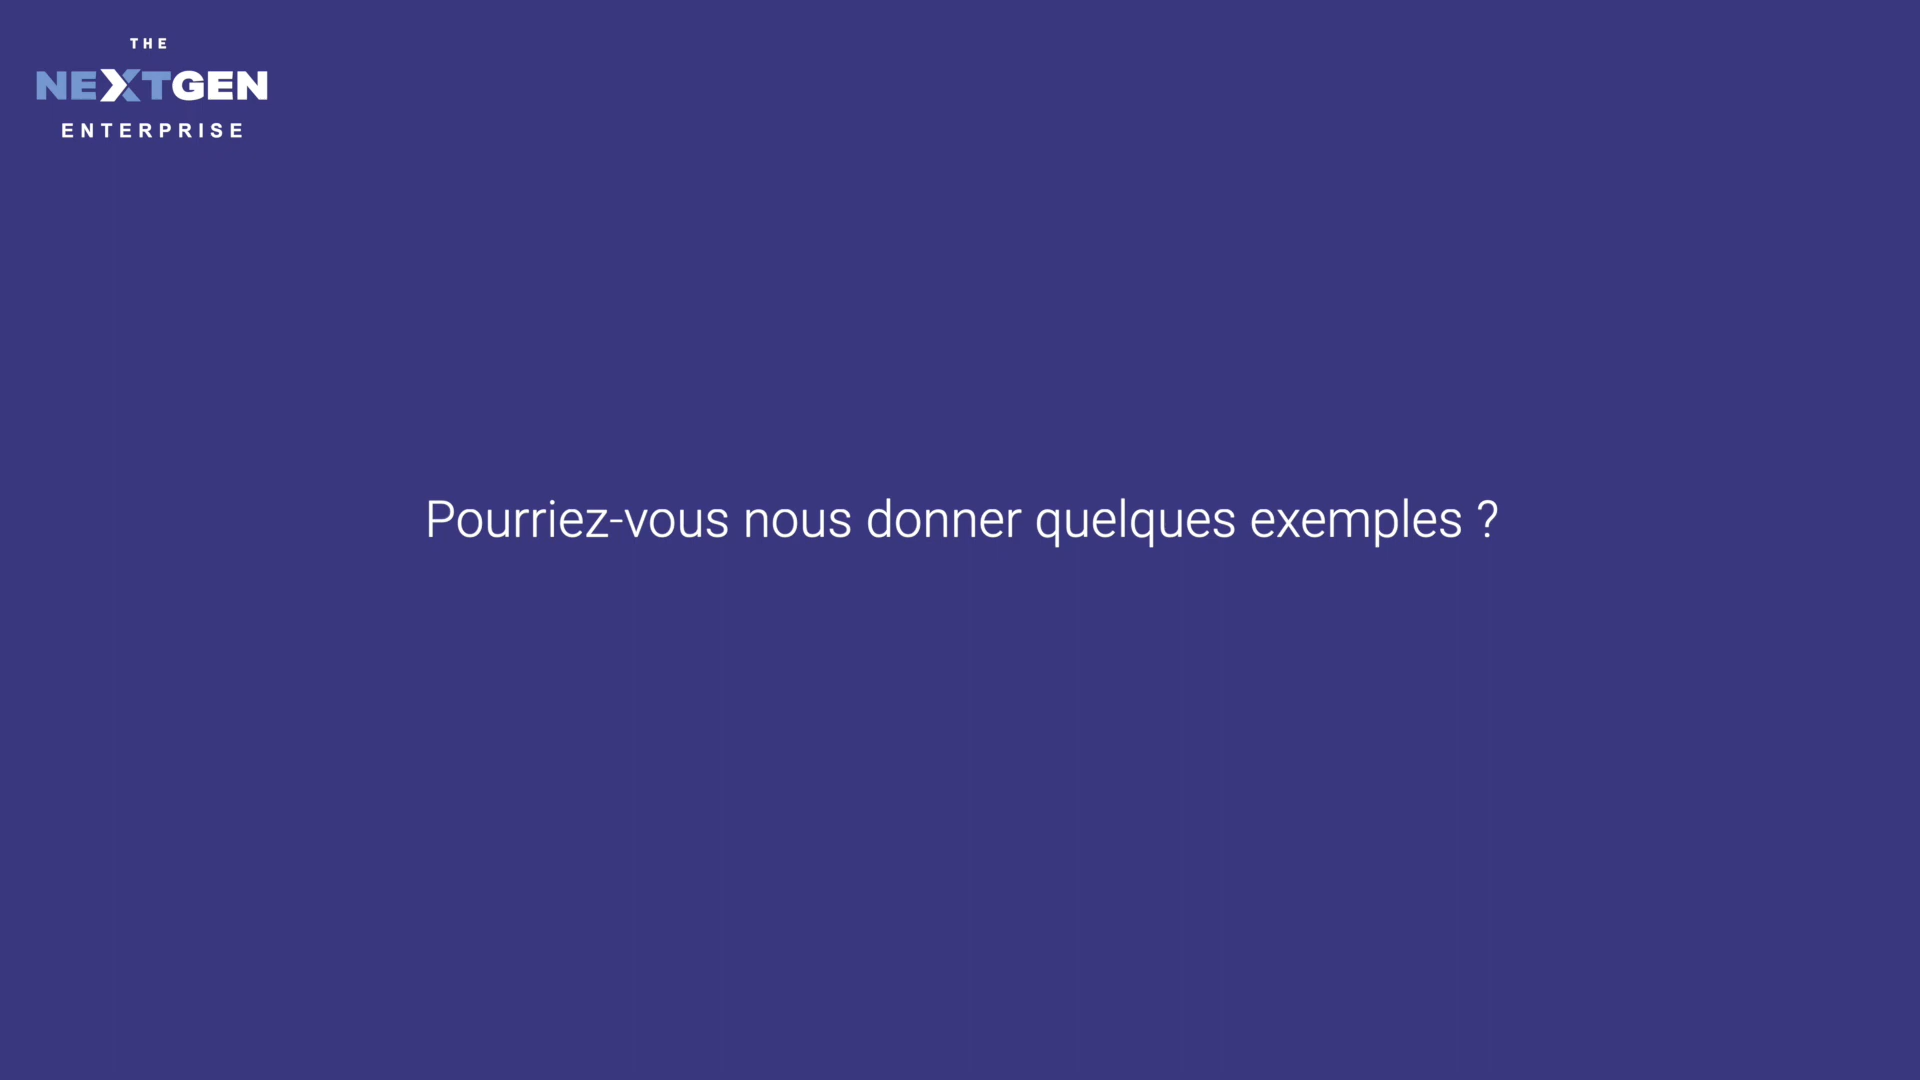 THE
NEXTGEN
ENTERPRISE
Pourriez-vous nous donner quelques exemples ?